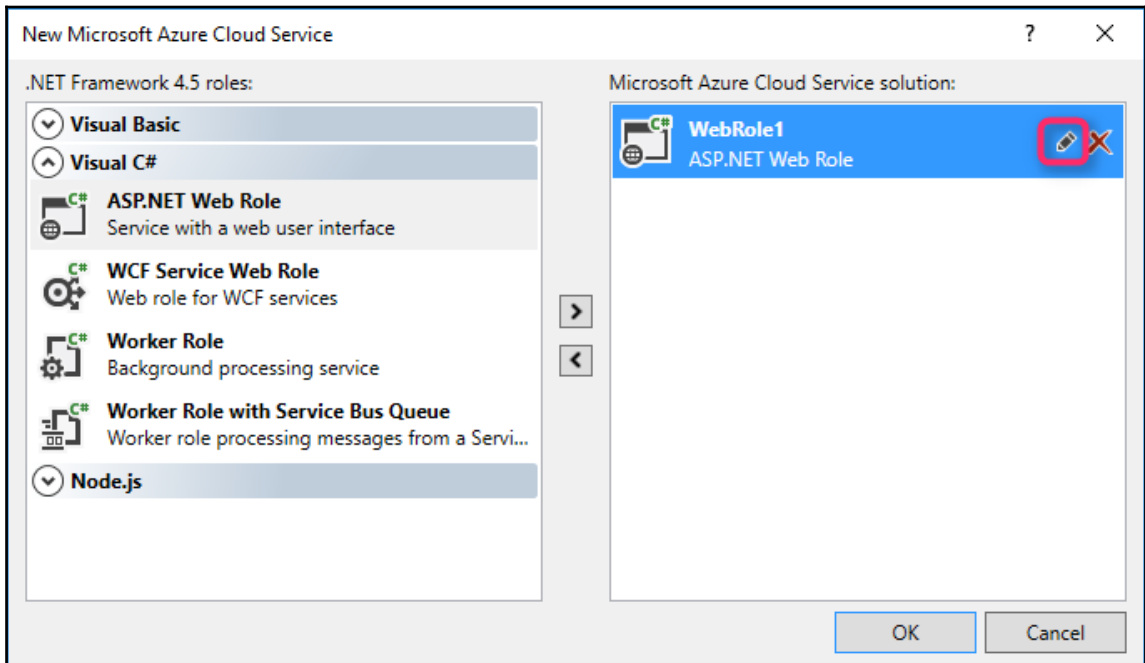 New Microsoft Azure Cloud Service
.NET Framework 4.5 roles:
Visual Basic
Visual C#
C#
ASP.NET Web Role
Service with a web user interface
C#
WCF Service Web Role
Web role for WCF services
C#
Worker Role
Background processing service
C#
Worker Role with Service Bus Queue
Worker role processing messages from a Servi...
Node.js
Microsoft Azure Cloud Service solution:
C#
WebRole1
ASP.NET Web Role
OK
Cancel